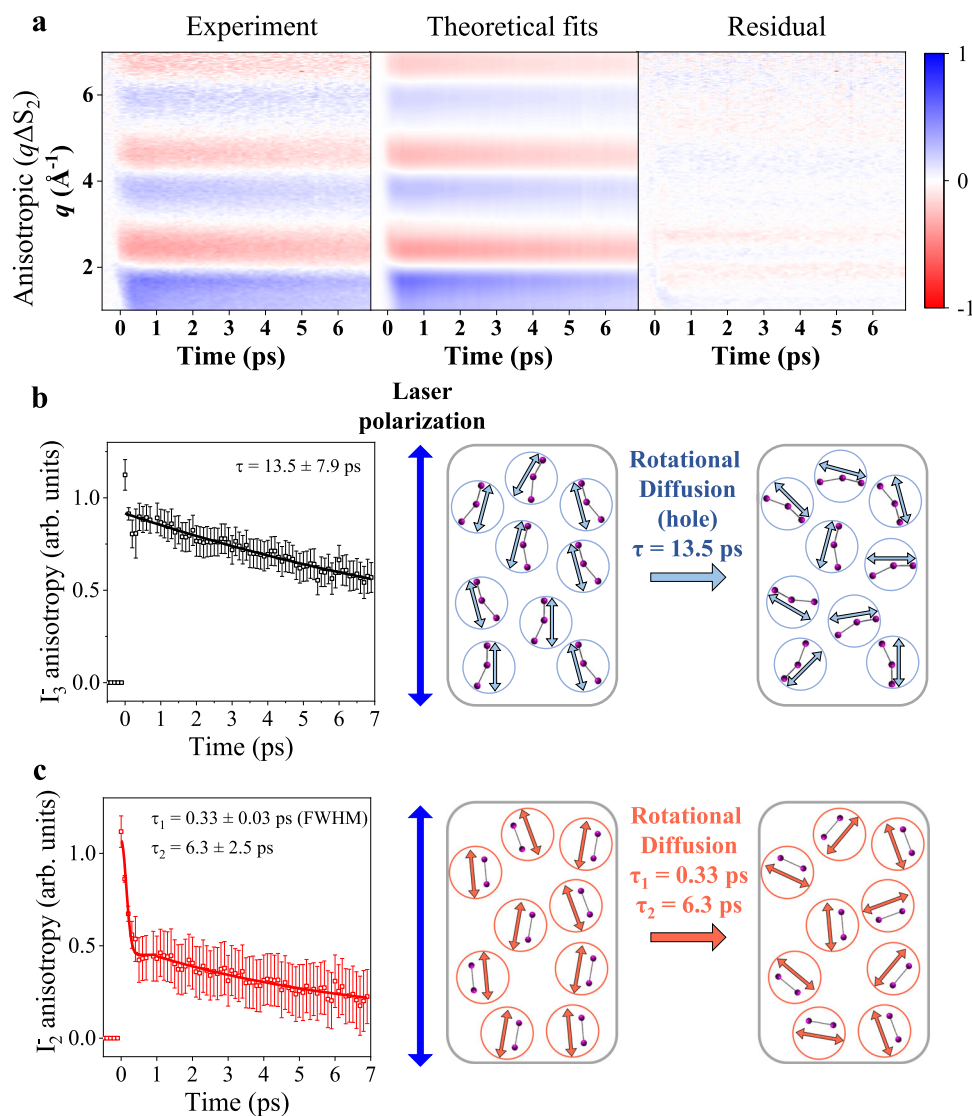 a
Experiment
Theoretical fits
Residual
Anisotropic (qΔS₂)
q (Å⁻¹)
6
4
2
0 1 2 3 4 5 6
0 1 2 3 4 5 6
0 1 2 3 4 5 6
Time (ps)
Time (ps)
Time (ps)
1
0
-1
b
Laser
polarization
I₃⁻ anisotropy (arb. units)
1.0
0.5
0.0
τ = 13.5 ± 7.9 ps
0 1 2 3 4 5 6 7
Time (ps)
Rotational
Diffusion
(hole)
τ = 13.5 ps
c
I₂⁻ anisotropy (arb. units)
1.0
0.5
0.0
τ₁ = 0.33 ± 0.03 ps (FWHM)
τ₂ = 6.3 ± 2.5 ps
0 1 2 3 4 5 6 7
Time (ps)
Rotational
Diffusion
τ₁ = 0.33 ps
τ₂ = 6.3 ps